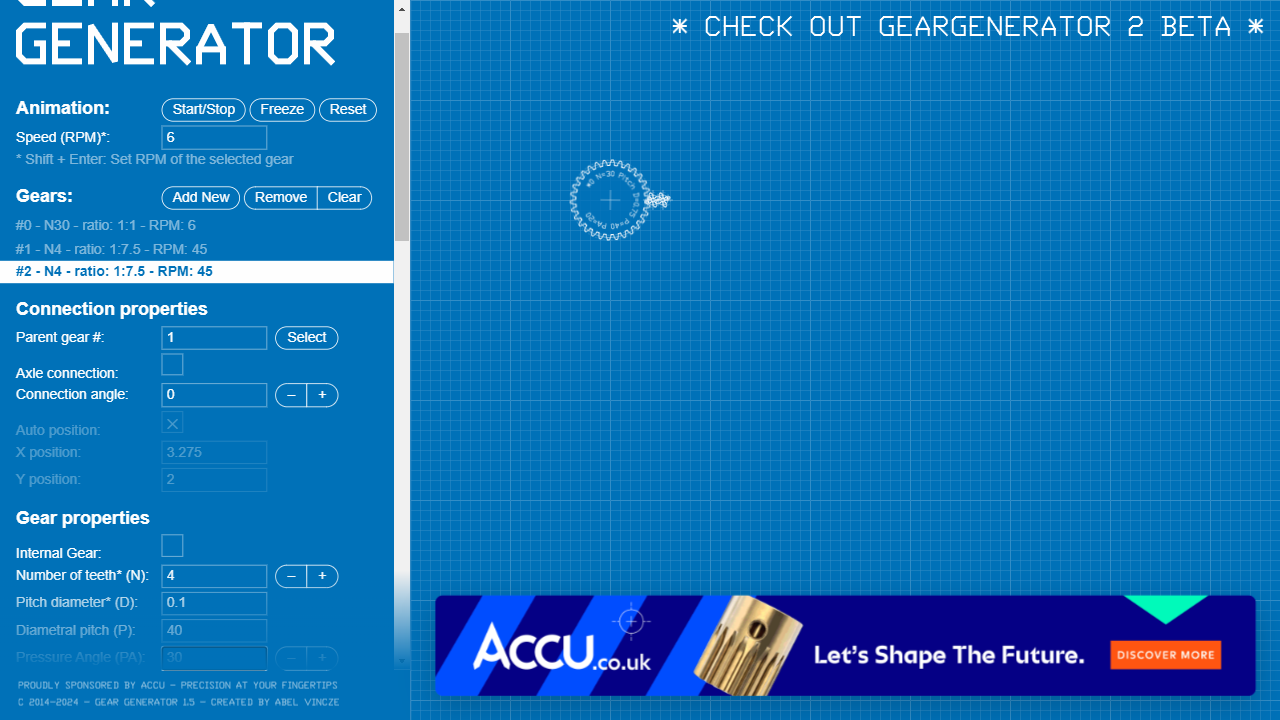 GEAR
GENERATOR
* CHECK OUT GEARGENERATOR 2 BETA *
Animation: Start/Stop Freeze Reset
Speed (RPM)*: 6
* Shift + Enter: Set RPM of the selected gear
Gears: Add New Remove Clear
#0 - N30 - ratio: 1:1 - RPM: 6
#1 - N4 - ratio: 1:7.5 - RPM: 45
#2 - N4 - ratio: 1:7.5 - RPM: 45
Connection properties
Parent gear #: 1 Select
Axle connection:
Connection angle: 0 – +
Auto position:
X position: 3.275
Y position: 2
Gear properties
Internal Gear:
Number of teeth* (N): 4 – +
Pitch diameter* (D): 0.1
Diametral pitch (P): 40
Pressure Angle (PA): 30 – +
PROUDLY SPONSORED BY ACCU - PRECISION AT YOUR FINGERTIPS
C 2014-2024 - GEAR GENERATOR 1.5 - CREATED BY ABEL VINCZE
#0 N=30 Pitch D=0.75 P=40 PA=20
ACCU.co.uk
Let's Shape The Future.
DISCOVER MORE